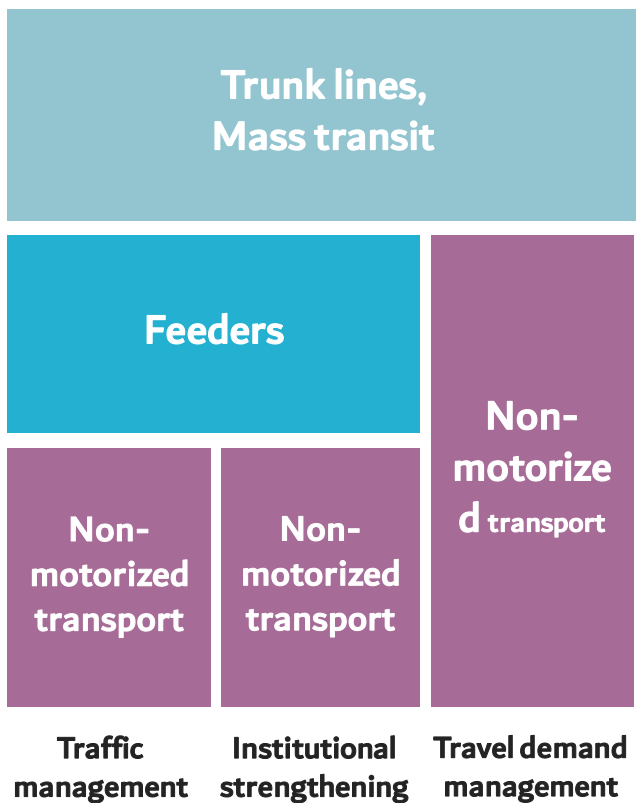 Trunk lines,
Mass transit
Feeders
Non-
motorized
transport
Non-
motorized
transport
Non-
motorize
d transport
Traffic
management
Institutional
strengthening
Travel demand
management